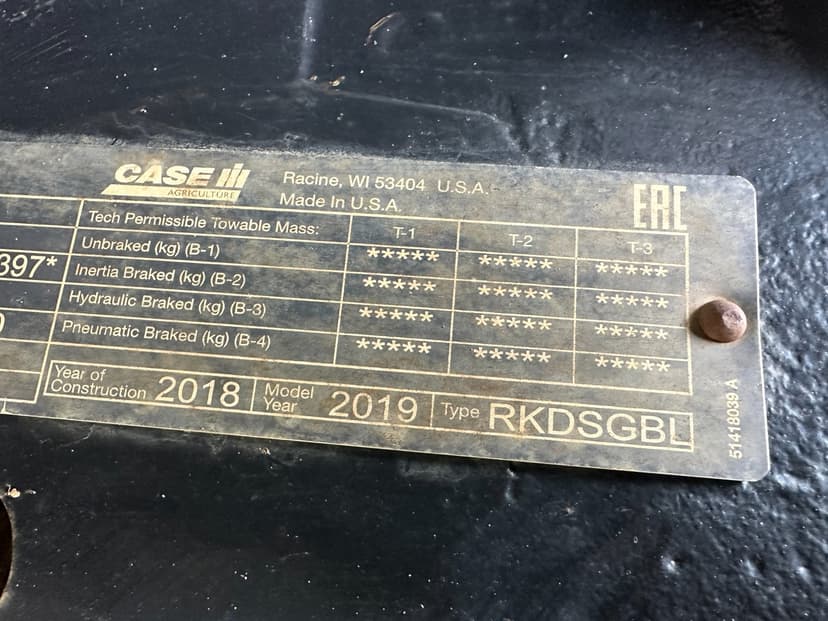 CASE IH
AGRICULTURE
Racine, WI 53404 U.S.A.
Made In U.S.A.
EAC
Tech Permissible Towable Mass: T-1 T-2 T-3
397* Unbraked (kg) (B-1) ***** ***** *****
Inertia Braked (kg) (B-2) ***** ***** *****
Hydraulic Braked (kg) (B-3) ***** ***** *****
Pneumatic Braked (kg) (B-4) ***** ***** *****
Year of
Construction 2018 Model
Year 2019 Type RKDSGBL
51418039 A